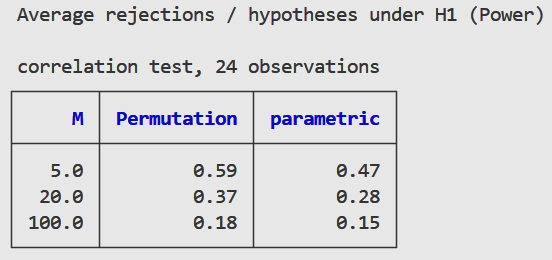 Average rejections / hypotheses under H1 (Power)
correlation test, 24 observations
M Permutation parametric
5.0 0.59 0.47
20.0 0.37 0.28
100.0 0.18 0.15